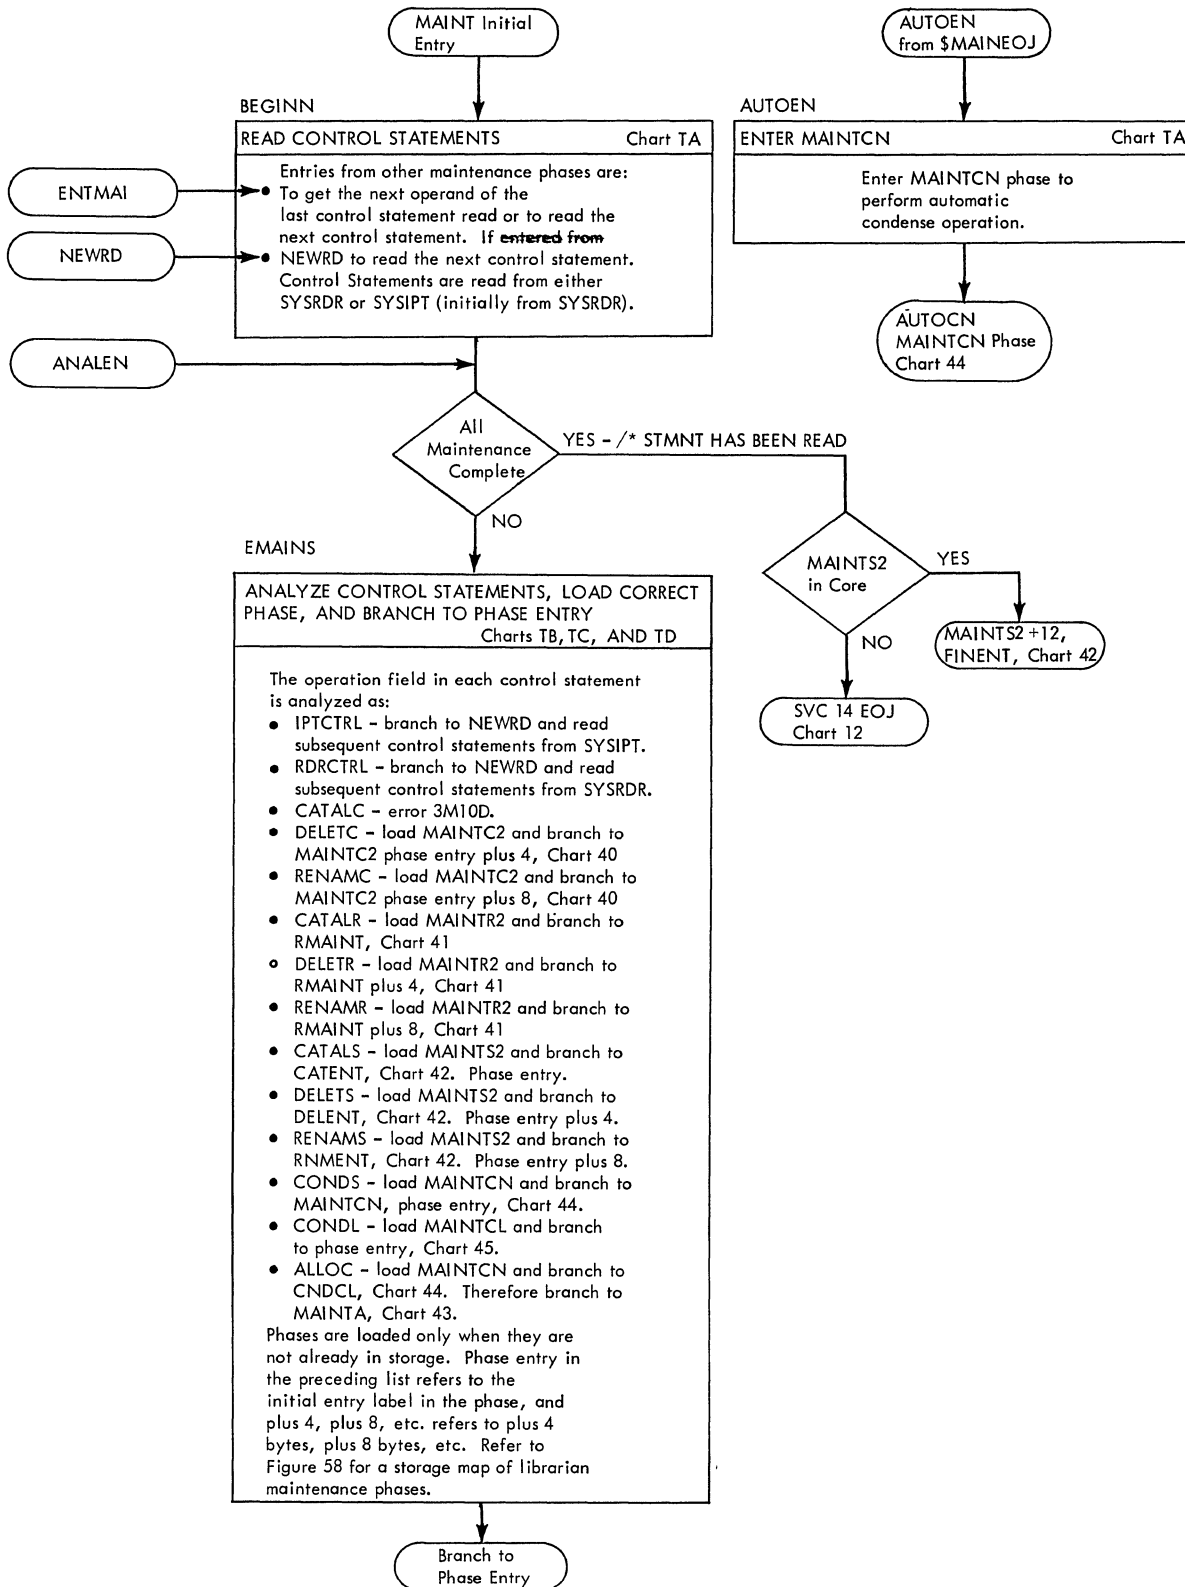 MAINT Initial
Entry
AUTOEN
from $MAINEOJ
BEGINN
READ CONTROL STATEMENTS Chart TA
Entries from other maintenance phases are:
• To get the next operand of the
last control statement read or to read the
next control statement. If entered from
• NEWRD to read the next control statement.
Control Statements are read from either
SYSRDR or SYSIPT (initially from SYSRDR).
ENTMAI
NEWRD
AUTOEN
ENTER MAINTCN Chart TA
Enter MAINTCN phase to
perform automatic
condense operation.
AUTOCN
MAINTCN Phase
Chart 44
ANALEN
All
Maintenance
Complete
YES - /* STMNT HAS BEEN READ
NO
MAINTS2
in Core
YES
NO
MAINTS2 +12,
FINENT, Chart 42
SVC 14 EOJ
Chart 12
EMAINS
ANALYZE CONTROL STATEMENTS, LOAD CORRECT
PHASE, AND BRANCH TO PHASE ENTRY
Charts TB, TC, AND TD
The operation field in each control statement
is analyzed as:
• IPTCTRL - branch to NEWRD and read
subsequent control statements from SYSIPT.
• RDRCTRL - branch to NEWRD and read
subsequent control statements from SYSRDR.
• CATALC - error 3M10D.
• DELETC - load MAINTC2 and branch to
MAINTC2 phase entry plus 4, Chart 40
• RENAMC - load MAINTC2 and branch to
MAINTC2 phase entry plus 8, Chart 40
• CATALR - load MAINTR2 and branch to
RMAINT, Chart 41
• DELETR - load MAINTR2 and branch to
RMAINT plus 4, Chart 41
• RENAMR - load MAINTR2 and branch to
RMAINT plus 8, Chart 41
• CATALS - load MAINTS2 and branch to
CATENT, Chart 42. Phase entry.
• DELETS - load MAINTS2 and branch to
DELENT, Chart 42. Phase entry plus 4.
• RENAMS - load MAINTS2 and branch to
RNMENT, Chart 42. Phase entry plus 8.
• CONDS - load MAINTCN and branch to
MAINTCN, phase entry, Chart 44.
• CONDL - load MAINTCL and branch
to phase entry, Chart 45.
• ALLOC - load MAINTCN and branch to
CNDCL, Chart 44. Therefore branch to
MAINTA, Chart 43.
Phases are loaded only when they are
not already in storage. Phase entry in
the preceding list refers to the
initial entry label in the phase, and
plus 4, plus 8, etc. refers to plus 4
bytes, plus 8 bytes, etc. Refer to
Figure 58 for a storage map of librarian
maintenance phases.
Branch to
Phase Entry